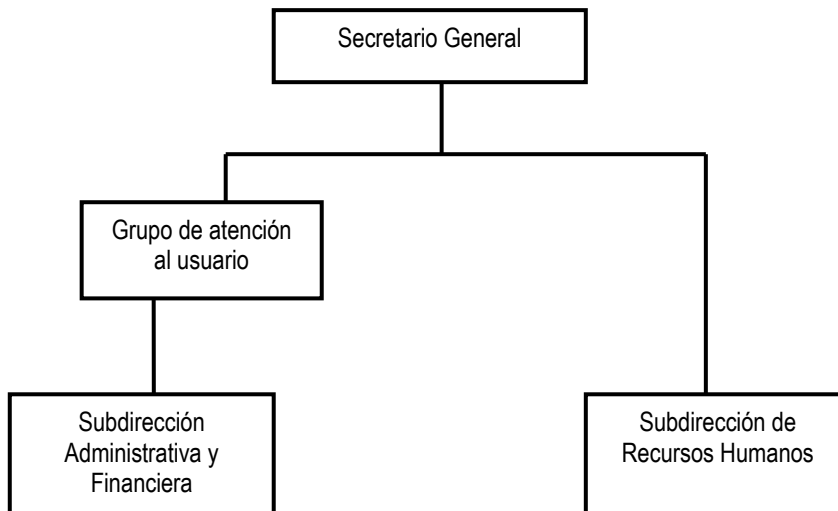 Secretario General
Grupo de atención
al usuario
Subdirección
Administrativa y
Financiera
Subdirección de
Recursos Humanos